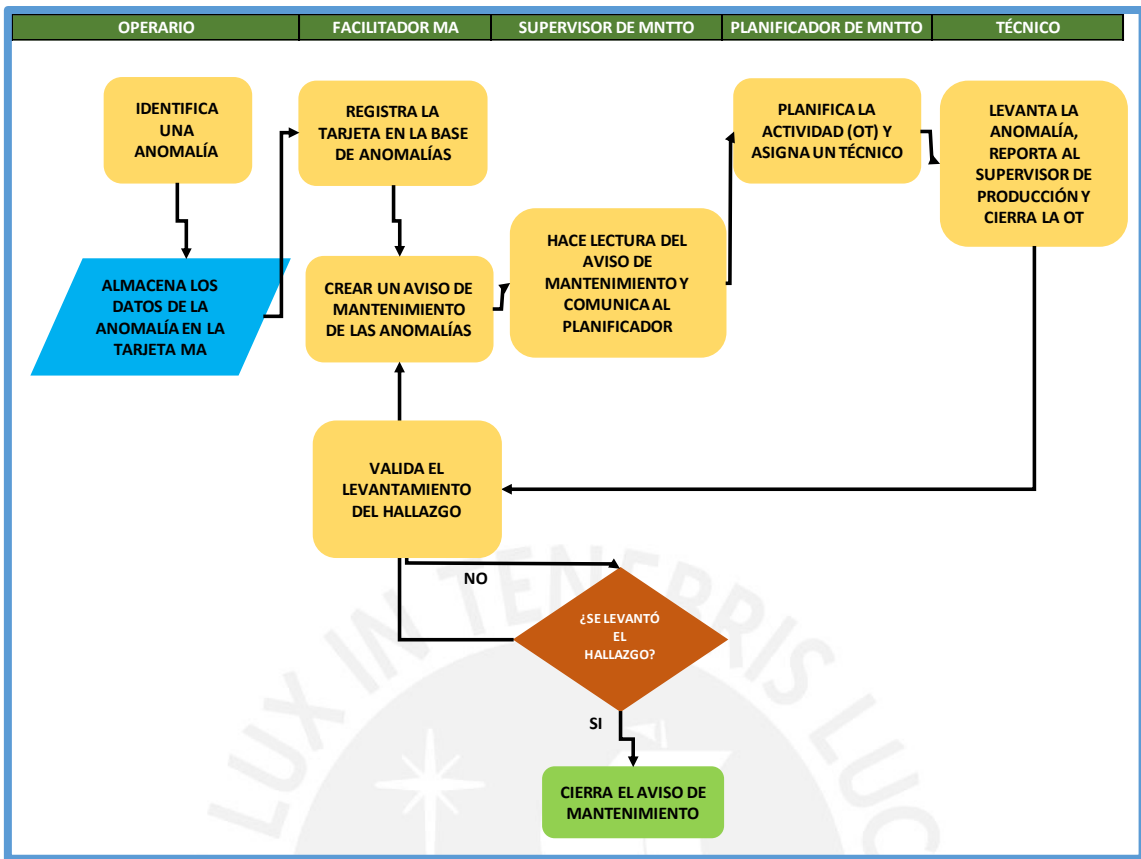 OPERARIO
FACILITADOR MA
SUPERVISOR DE MNTTO
PLANIFICADOR DE MNTTO
TÉCNICO
IDENTIFICA
UNA
ANOMALÍA
REGISTRA LA
TARJETA EN LA BASE
DE ANOMALÍAS
PLANIFICA LA
ACTIVIDAD (OT) Y
ASIGNA UN TÉCNICO
LEVANTA LA
ANOMALÍA,
REPORTA AL
SUPERVISOR DE
PRODUCCIÓN Y
CIERRA LA OT
ALMACENA LOS
DATOS DE LA
ANOMALÍA EN LA
TARJETA MA
CREAR UN AVISO DE
MANTENIMIENTO
DE LAS ANOMALÍAS
HACE LECTURA DEL
AVISO DE
MANTENIMIENTO Y
COMUNICA AL
PLANIFICADOR
VALIDA EL
LEVANTAMIENTO
DEL HALLAZGO
NO
¿SE LEVANTÓ
EL
HALLAZGO?
SI
CIERRA EL AVISO DE
MANTENIMIENTO
LUX IN TENEBRIS LUC